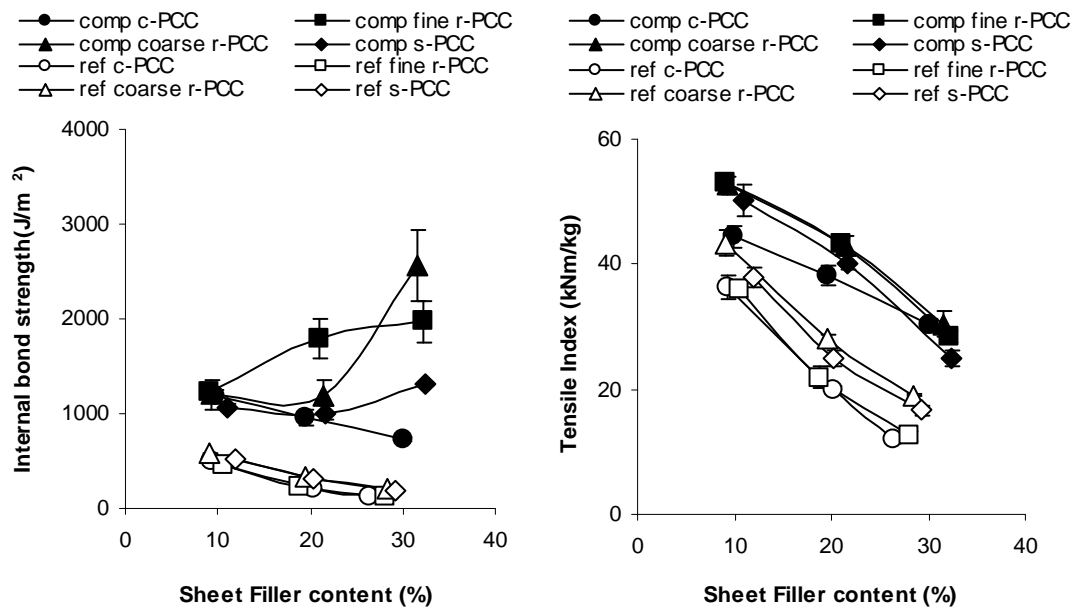 comp c-PCC
comp fine r-PCC
comp coarse r-PCC
comp s-PCC
ref c-PCC
ref fine r-PCC
ref coarse r-PCC
ref s-PCC
4000
3000
2000
1000
0
Internal bond strength(J/m ²)
0
10
20
30
40
Sheet Filler content (%)
comp c-PCC
comp fine r-PCC
comp coarse r-PCC
comp s-PCC
ref c-PCC
ref fine r-PCC
ref coarse r-PCC
ref s-PCC
60
40
20
0
Tensile Index (kNm/kg)
0
10
20
30
40
Sheet Filler content (%)